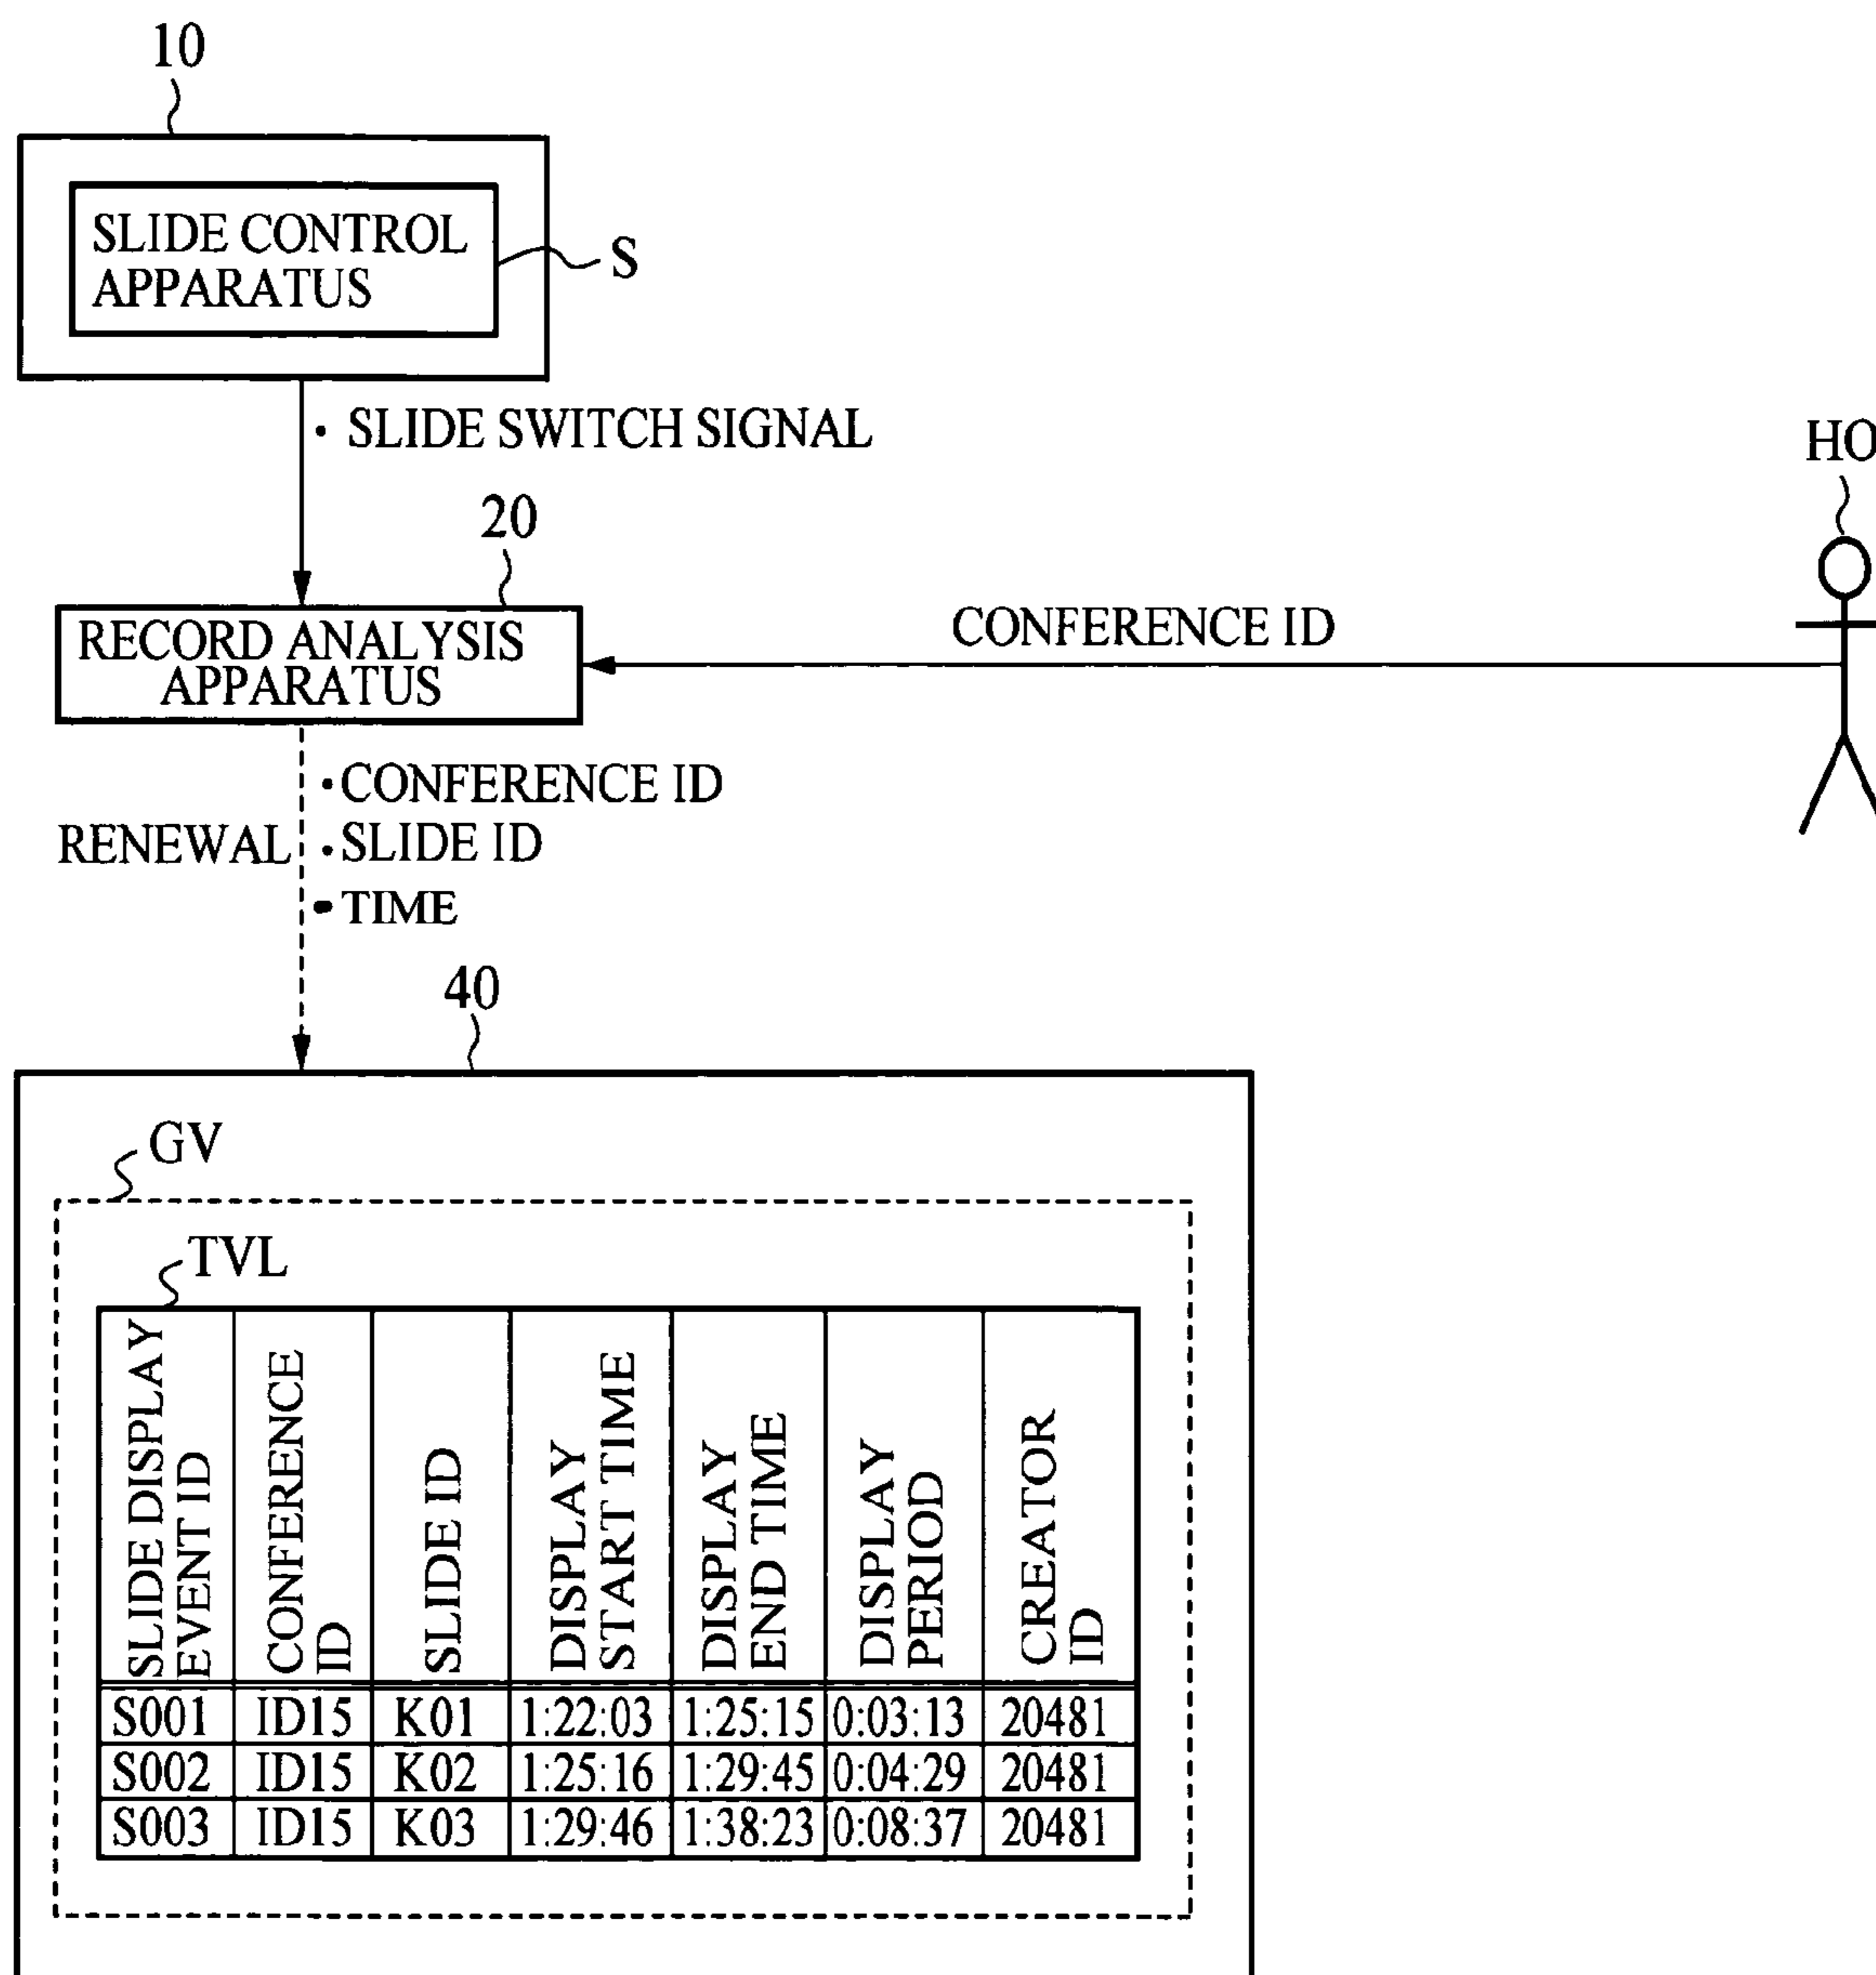 10
SLIDE CONTROL
APPARATUS
S
• SLIDE SWITCH SIGNAL
HO
20
RECORD ANALYSIS
APPARATUS
CONFERENCE ID
RENEWAL
• CONFERENCE ID
• SLIDE ID
• TIME
40
GV
TVL
SLIDE DISPLAY
EVENT ID
CONFERENCE
ID
SLIDE ID
DISPLAY
START TIME
DISPLAY
END TIME
DISPLAY
PERIOD
CREATOR
ID
S001 ID15 K01 1:22:03 1:25:15 0:03:13 20481
S002 ID15 K02 1:25:16 1:29:45 0:04:29 20481
S003 ID15 K03 1:29:46 1:38:23 0:08:37 20481